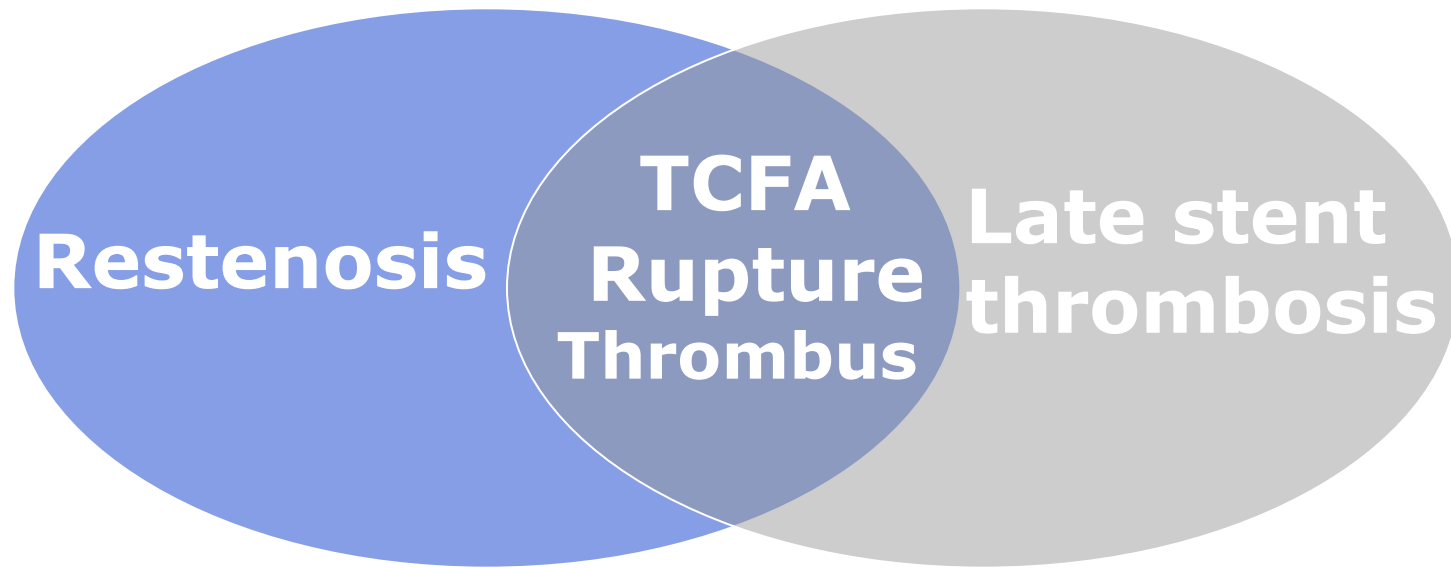 Restenosis
TCFA
Rupture
Thrombus
Late stent
thrombosis